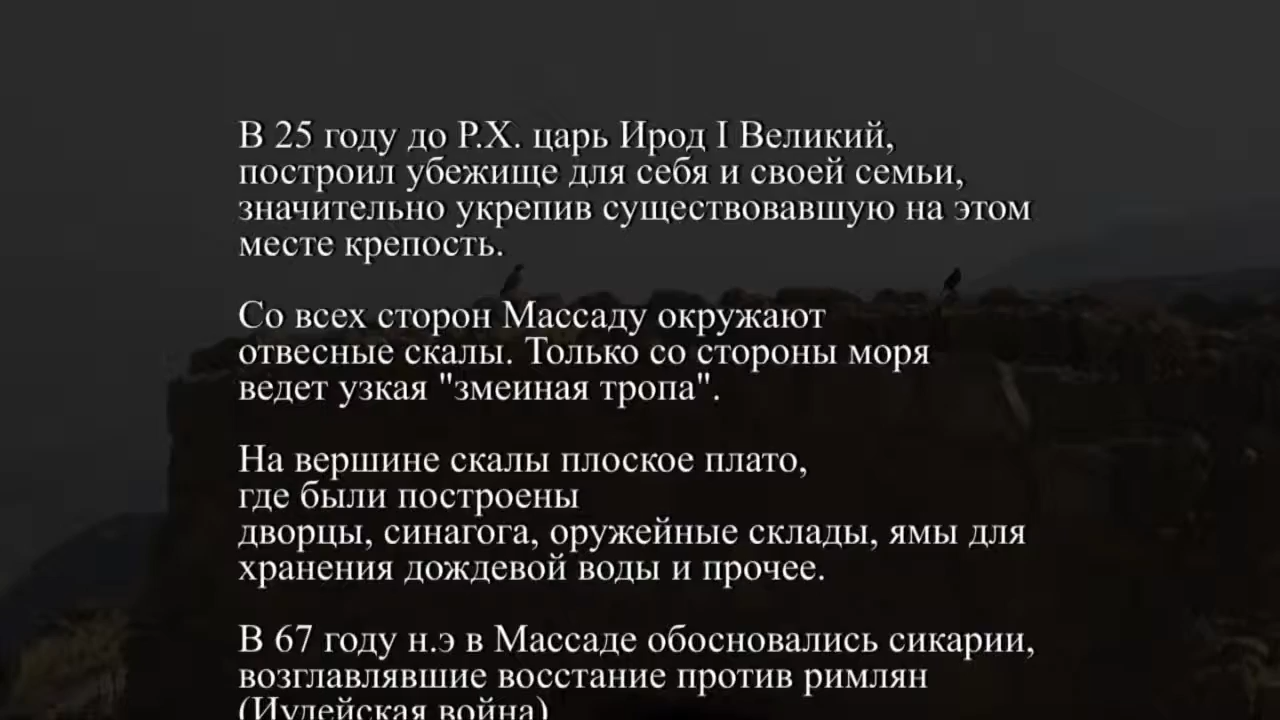 В 25 году до Р.Х. царь Ирод I Великий,
построил убежище для себя и своей семьи,
значительно укрепив существовавшую на этом
месте крепость.
Со всех сторон Массаду окружают
отвесные скалы. Только со стороны моря
ведет узкая "змеиная тропа".
На вершине скалы плоское плато,
где были построены
дворцы, синагога, оружейные склады, ямы для
хранения дождевой воды и прочее.
В 67 году н.э в Массаде обосновались сикарии,
возглавлявшие восстание против римлян
(Иудейская война)